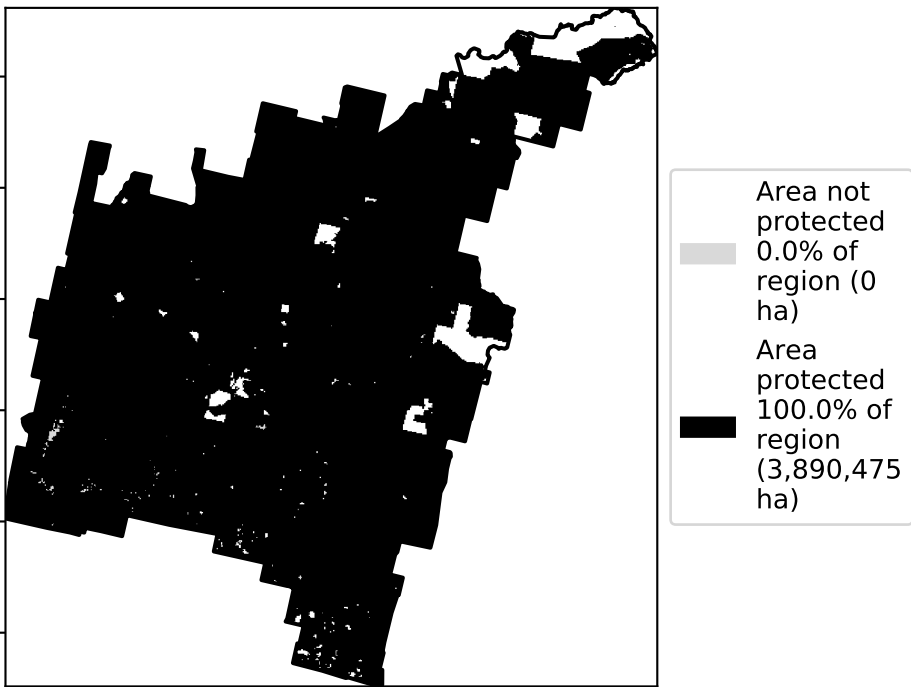 Area not
protected
0.0% of
region (0
ha)
Area
protected
100.0% of
region
(3,890,475
ha)